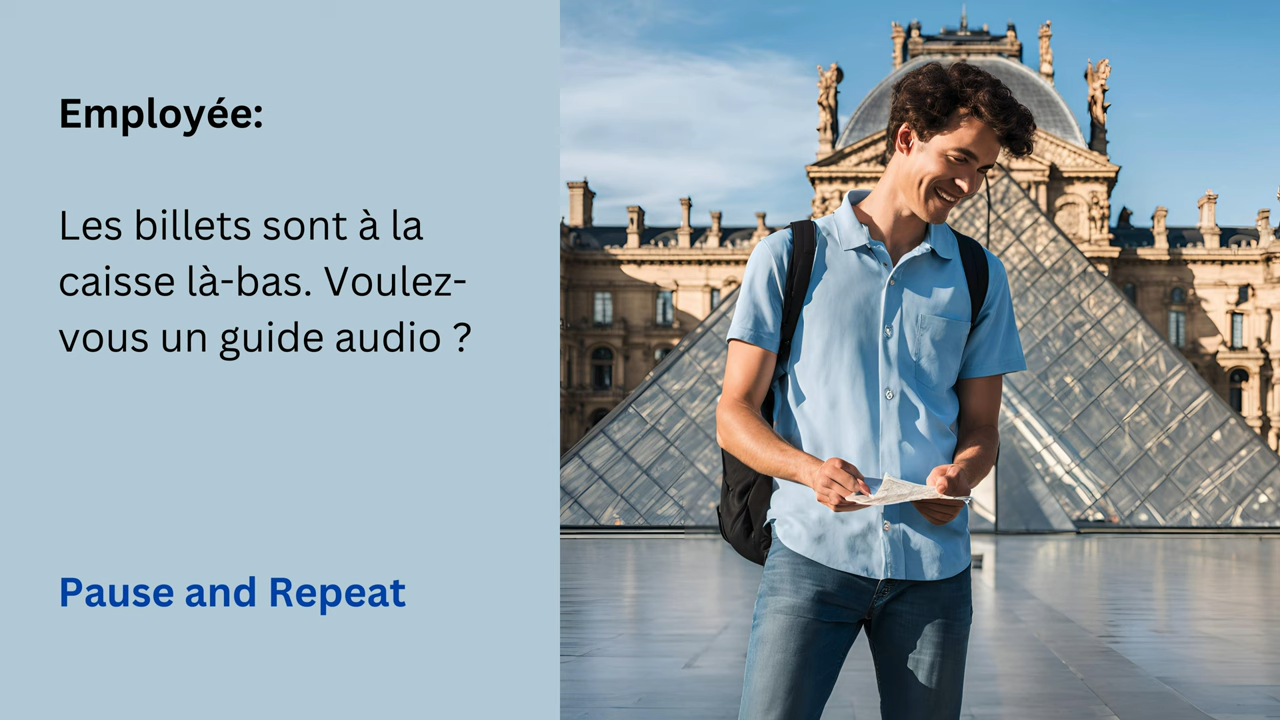 Employée:
Les billets sont à la
caisse là-bas. Voulez-
vous un guide audio ?
Pause and Repeat